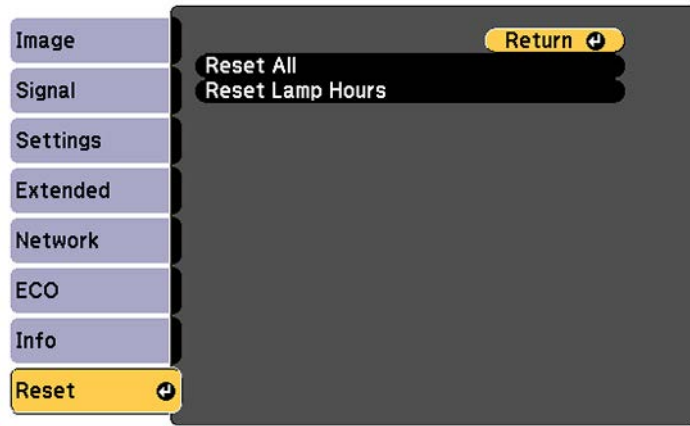 Image
Signal
Settings
Extended
Network
ECO
Info
Reset
Return
Reset All
Reset Lamp Hours